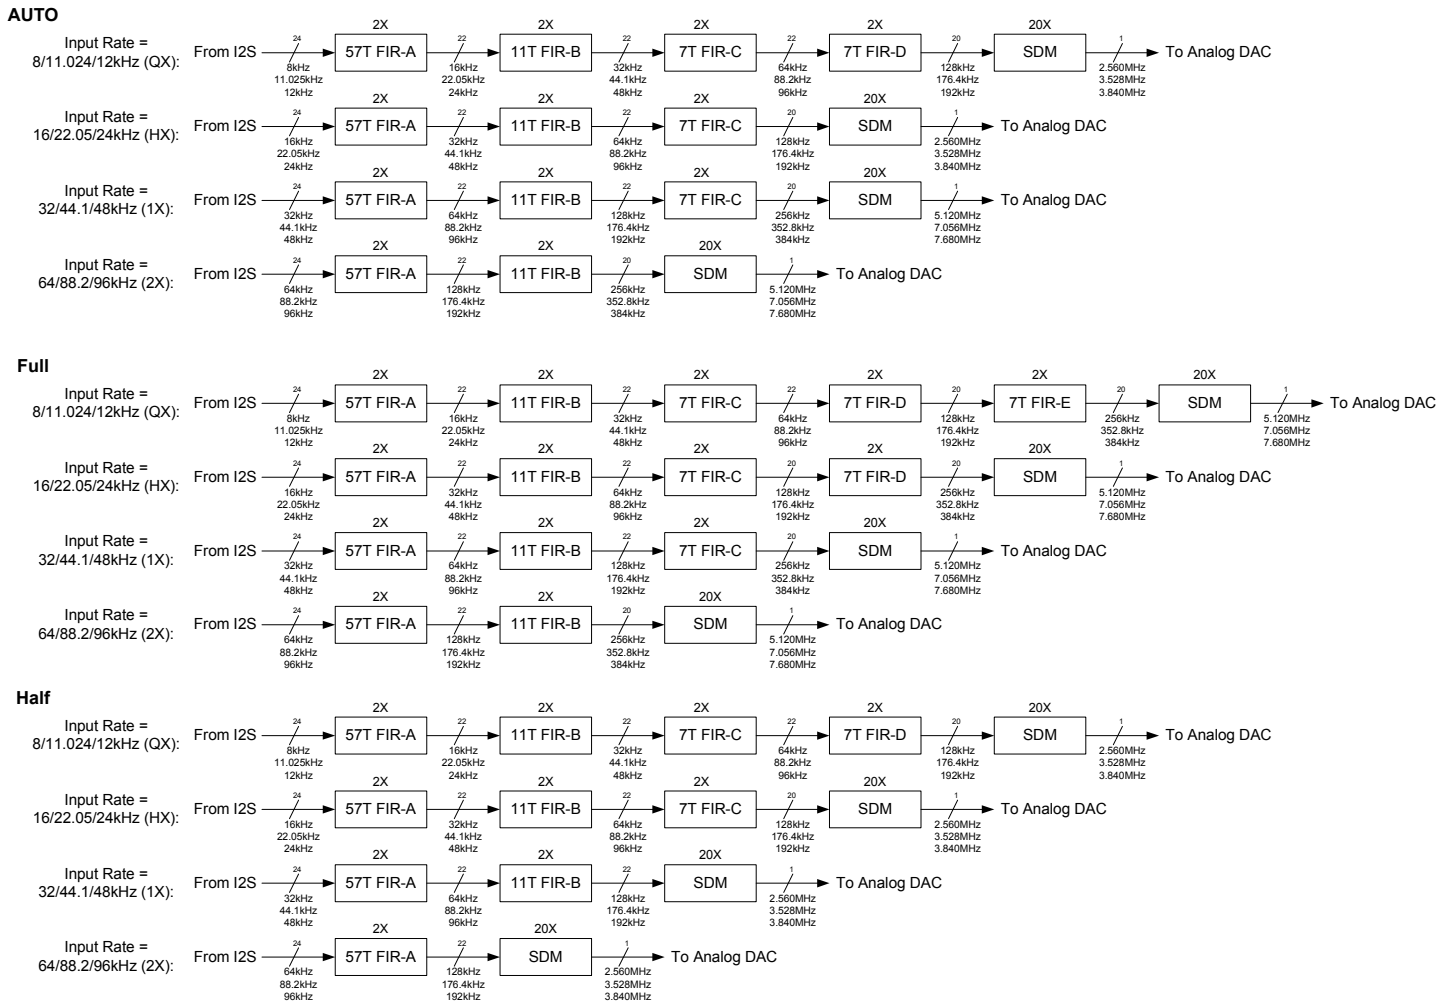 AUTO
2X 2X 2X 2X 20X
Input Rate = 24 22 22 22 20 1
8/11.024/12kHz (QX): From I2S 57T FIR-A 11T FIR-B 7T FIR-C 7T FIR-D SDM To Analog DAC
8kHz 16kHz 32kHz 64kHz 128kHz 2.560MHz
11.025kHz 22.05kHz 44.1kHz 88.2kHz 176.4kHz 3.528MHz
12kHz 24kHz 48kHz 96kHz 192kHz 3.840MHz
2X 2X 2X 20X
Input Rate = 24 22 22 20 1
16/22.05/24kHz (HX): From I2S 57T FIR-A 11T FIR-B 7T FIR-C SDM To Analog DAC
16kHz 32kHz 64kHz 128kHz 2.560MHz
22.05kHz 44.1kHz 88.2kHz 176.4kHz 3.528MHz
24kHz 48kHz 96kHz 192kHz 3.840MHz
2X 2X 2X 20X
Input Rate = 24 22 22 20 1
32/44.1/48kHz (1X): From I2S 57T FIR-A 11T FIR-B 7T FIR-C SDM To Analog DAC
32kHz 64kHz 128kHz 256kHz 5.120MHz
44.1kHz 88.2kHz 176.4kHz 352.8kHz 7.056MHz
48kHz 96kHz 192kHz 384kHz 7.680MHz
2X 2X 20X
Input Rate = 24 22 20 1
64/88.2/96kHz (2X): From I2S 57T FIR-A 11T FIR-B SDM To Analog DAC
64kHz 128kHz 256kHz 5.120MHz
88.2kHz 176.4kHz 352.8kHz 7.056MHz
96kHz 192kHz 384kHz 7.680MHz
Full
2X 2X 2X 2X 2X 20X
Input Rate = 24 22 22 22 20 20 1
8/11.024/12kHz (QX): From I2S 57T FIR-A 11T FIR-B 7T FIR-C 7T FIR-D 7T FIR-E SDM To Analog DAC
8kHz 16kHz 32kHz 64kHz 128kHz 256kHz 5.120MHz
11.025kHz 22.05kHz 44.1kHz 88.2kHz 176.4kHz 352.8kHz 7.056MHz
12kHz 24kHz 48kHz 96kHz 192kHz 384kHz 7.680MHz
2X 2X 2X 2X 20X
Input Rate = 24 22 22 20 20 1
16/22.05/24kHz (HX): From I2S 57T FIR-A 11T FIR-B 7T FIR-C 7T FIR-D SDM To Analog DAC
16kHz 32kHz 64kHz 128kHz 256kHz 5.120MHz
22.05kHz 44.1kHz 88.2kHz 176.4kHz 352.8kHz 7.056MHz
24kHz 48kHz 96kHz 192kHz 384kHz 7.680MHz
2X 2X 2X 20X
Input Rate = 24 22 22 20 1
32/44.1/48kHz (1X): From I2S 57T FIR-A 11T FIR-B 7T FIR-C SDM To Analog DAC
32kHz 64kHz 128kHz 256kHz 5.120MHz
44.1kHz 88.2kHz 176.4kHz 352.8kHz 7.056MHz
48kHz 96kHz 192kHz 384kHz 7.680MHz
2X 2X 20X
Input Rate = 24 22 20 1
64/88.2/96kHz (2X): From I2S 57T FIR-A 11T FIR-B SDM To Analog DAC
64kHz 128kHz 256kHz 5.120MHz
88.2kHz 176.4kHz 352.8kHz 7.056MHz
96kHz 192kHz 384kHz 7.680MHz
Half
2X 2X 2X 2X 20X
Input Rate = 24 22 22 22 20 1
8/11.024/12kHz (QX): From I2S 57T FIR-A 11T FIR-B 7T FIR-C 7T FIR-D SDM To Analog DAC
8kHz 16kHz 32kHz 64kHz 128kHz 2.560MHz
11.025kHz 22.05kHz 44.1kHz 88.2kHz 176.4kHz 3.528MHz
12kHz 24kHz 48kHz 96kHz 192kHz 3.840MHz
2X 2X 2X 20X
Input Rate = 24 22 22 20 1
16/22.05/24kHz (HX): From I2S 57T FIR-A 11T FIR-B 7T FIR-C SDM To Analog DAC
16kHz 32kHz 64kHz 128kHz 2.560MHz
22.05kHz 44.1kHz 88.2kHz 176.4kHz 3.528MHz
24kHz 48kHz 96kHz 192kHz 3.840MHz
2X 2X 20X
Input Rate = 24 22 22 1
32/44.1/48kHz (1X): From I2S 57T FIR-A 11T FIR-B SDM To Analog DAC
32kHz 64kHz 128kHz 2.560MHz
44.1kHz 88.2kHz 176.4kHz 3.528MHz
48kHz 96kHz 192kHz 3.840MHz
2X 20X
Input Rate = 24 22 1
64/88.2/96kHz (2X): From I2S 57T FIR-A SDM To Analog DAC
64kHz 128kHz 2.560MHz
88.2kHz 176.4kHz 3.528MHz
96kHz 192kHz 3.840MHz